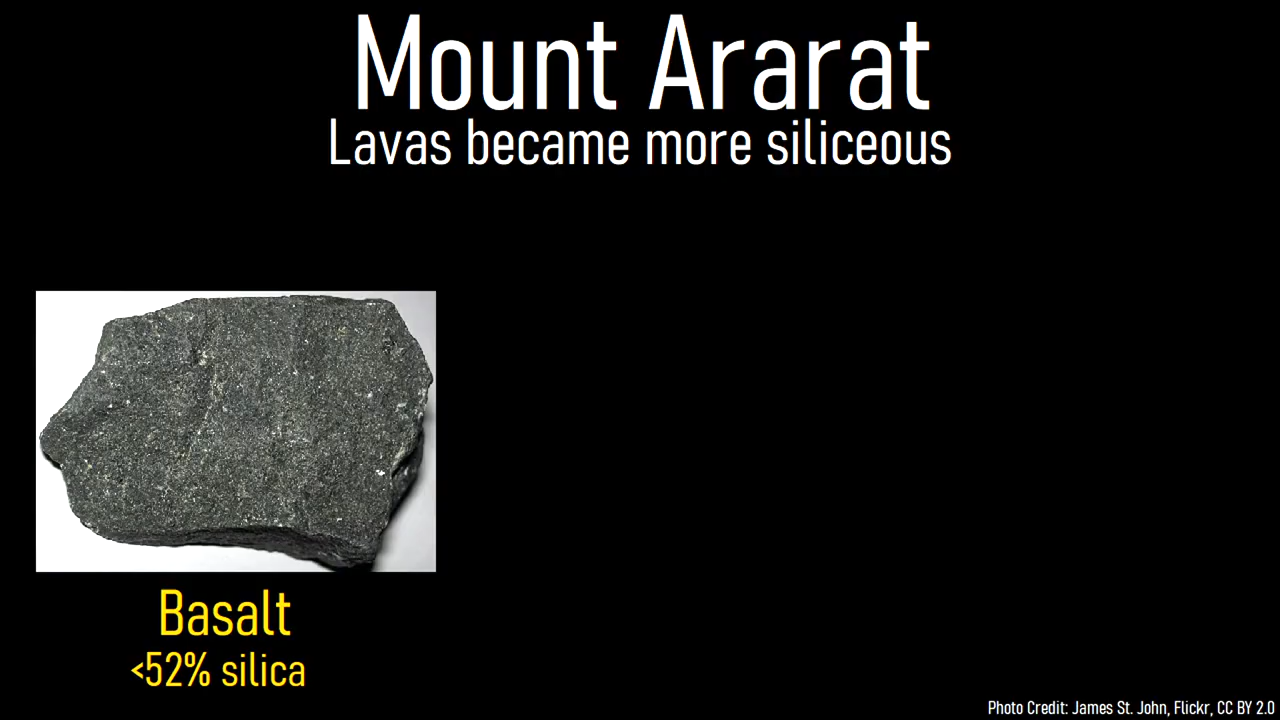 Mount Ararat
Lavas became more siliceous
Basalt
<52% silica
Photo Credit: James St. John, Flickr, CC BY 2.0